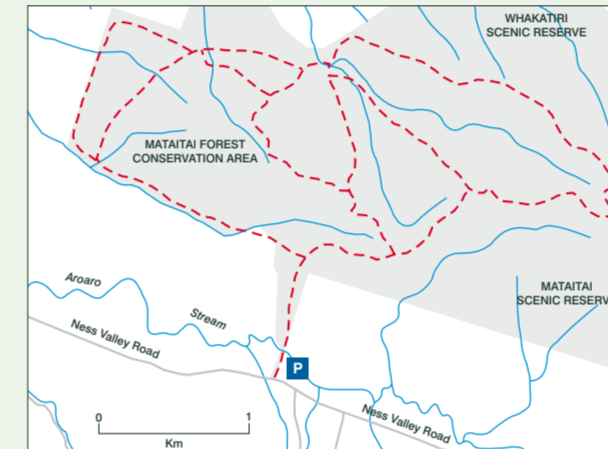 WHAKATIRI
SCENIC RESERVE
MATAITAI FOREST
CONSERVATION AREA
Aroaro
Stream
MATAITAI
SCENIC RESERV
Ness Valley Road
P
Ness Valley Road
0 1
Km